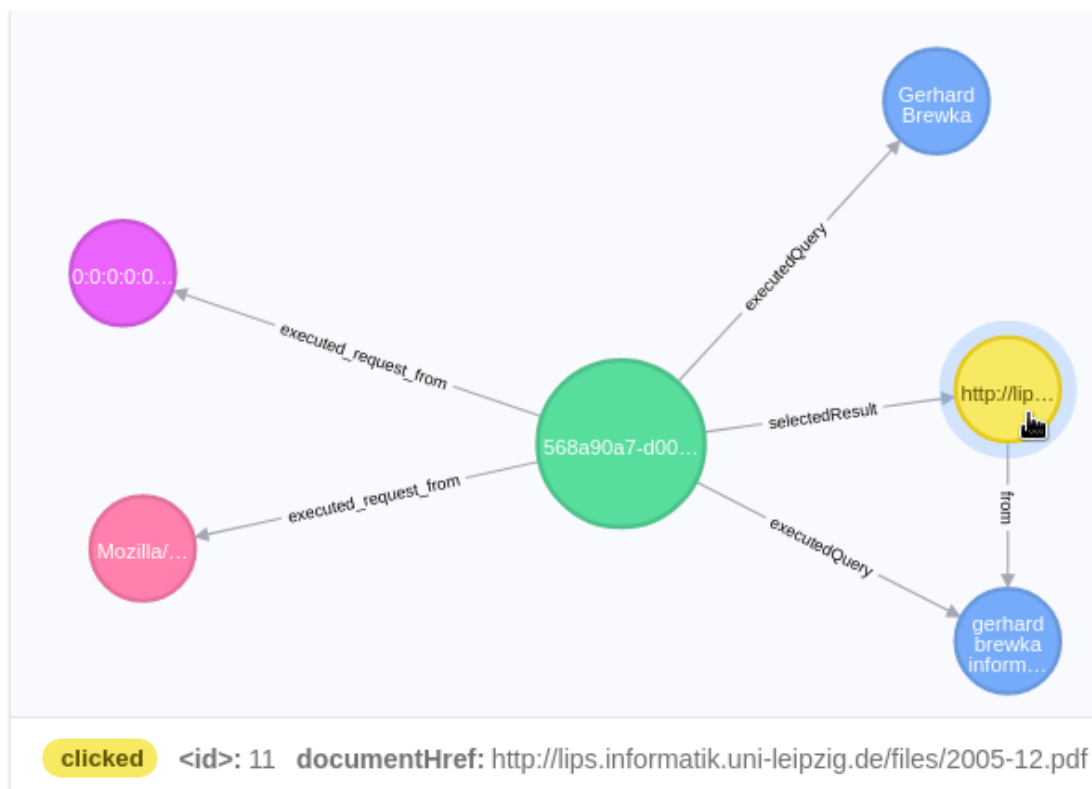 Gerhard
Brewka
executedQuery
0:0:0:0:0…
executed_request_from
http://lip…
selectedResult
568a90a7-d00…
executed_request_from
from
executedQuery
Mozilla/…
gerhard
brewka
inform…
clicked <id>: 11 documentHref: http://lips.informatik.uni-leipzig.de/files/2005-12.pdf